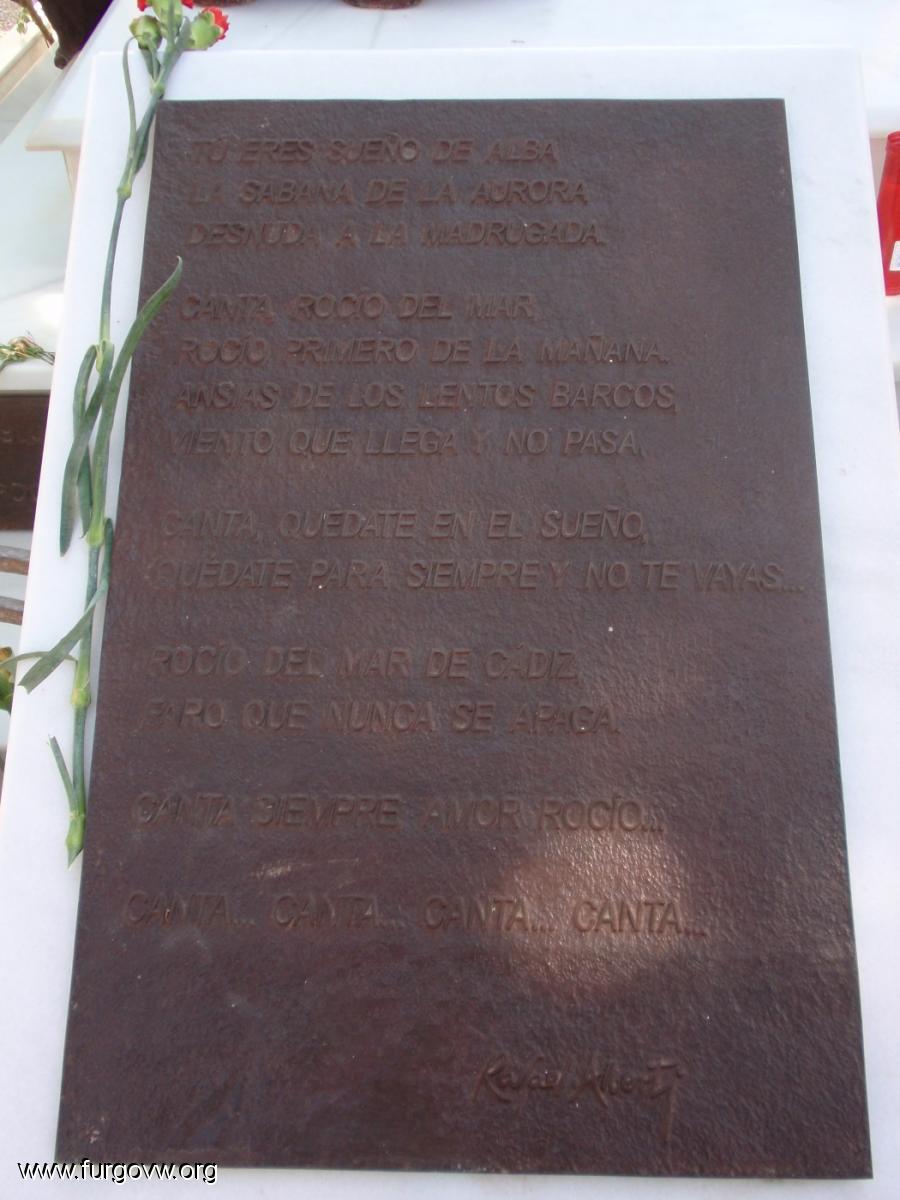 TÚ ERES SUEÑO DE ALBA
LA SABANA DE LA AURORA
DESNUDA A LA MADRUGADA.
CANTA, ROCÍO DEL MAR,
ROCÍO PRIMERO DE LA MAÑANA.
ANSIAS DE LOS LENTOS BARCOS,
VIENTO QUE LLEGA Y NO PASA,
CANTA, QUEDATE EN EL SUEÑO,
QUÉDATE PARA SIEMPRE Y NO TE VAYAS...
ROCÍO DEL MAR DE CÁDIZ,
FARO QUE NUNCA SE APAGA.
CANTA SIEMPRE AMOR ROCÍO...
CANTA... CANTA... CANTA... CANTA...
Rafael Alberti
www.furgovw.org